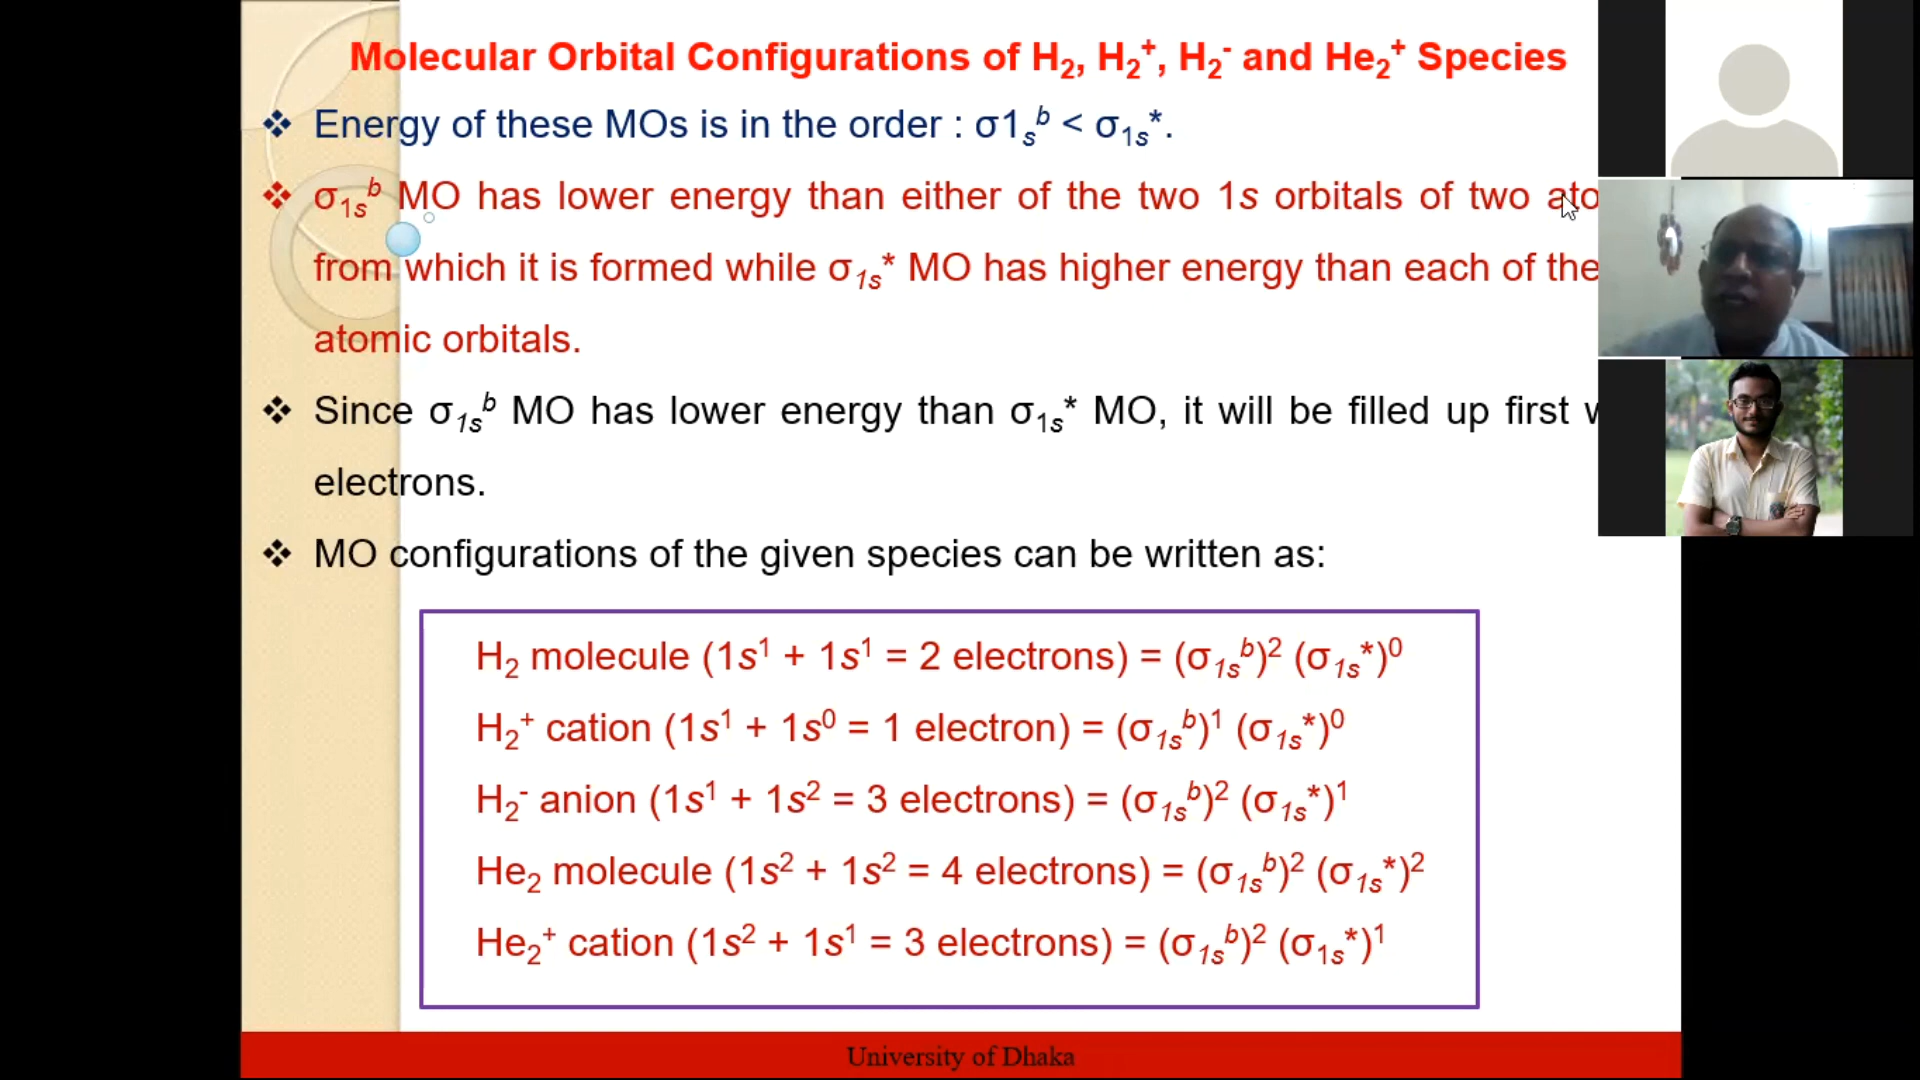 Molecular Orbital Configurations of H₂, H₂⁺, H₂⁻ and He₂⁺ Species
❖ Energy of these MOs is in the order : σ1ₛᵇ < σ₁ₛ*.
❖ σ₁ₛᵇ MO has lower energy than either of the two 1s orbitals of two
from which it is formed while σ₁ₛ* MO has higher energy than each of the
atomic orbitals.
❖ Since σ₁ₛᵇ MO has lower energy than σ₁ₛ* MO, it will be filled up first
electrons.
❖ MO configurations of the given species can be written as:
H₂ molecule (1s¹ + 1s¹ = 2 electrons) = (σ₁ₛᵇ)² (σ₁ₛ*)⁰
H₂⁺ cation (1s¹ + 1s⁰ = 1 electron) = (σ₁ₛᵇ)¹ (σ₁ₛ*)⁰
H₂⁻ anion (1s¹ + 1s² = 3 electrons) = (σ₁ₛᵇ)² (σ₁ₛ*)¹
He₂ molecule (1s² + 1s² = 4 electrons) = (σ₁ₛᵇ)² (σ₁ₛ*)²
He₂⁺ cation (1s² + 1s¹ = 3 electrons) = (σ₁ₛᵇ)² (σ₁ₛ*)¹
University of Dhaka